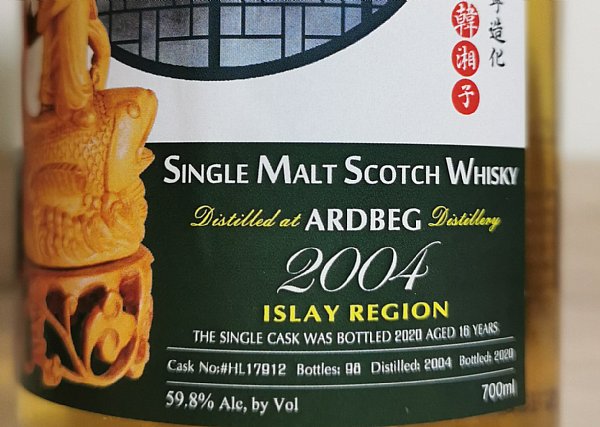 韓湘子
造化
SINGLE MALT SCOTCH WHISKY
Distilled at ARDBEG Distillery
2004
ISLAY REGION
THE SINGLE CASK WAS BOTTLED 2020 AGED 16 YEARS
Cask No:#HL17912 Bottles: 98 Distilled: 2004 Bottled: 2020
59.8% Alc, by Vol
700ml